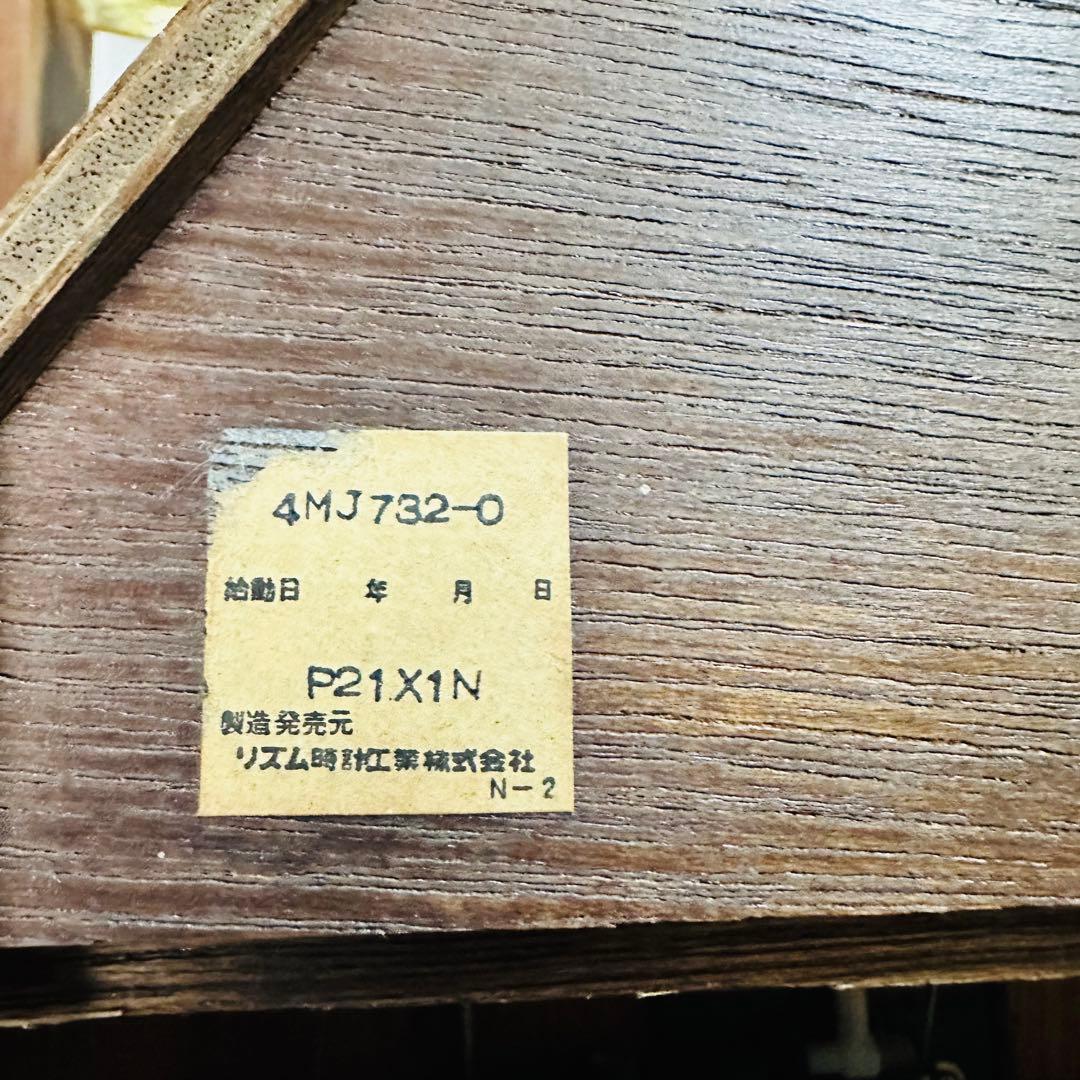 4MJ732-0
始動日 年 月 日
P21X1N
製造発売元
リズム時計工業株式会社
N-2